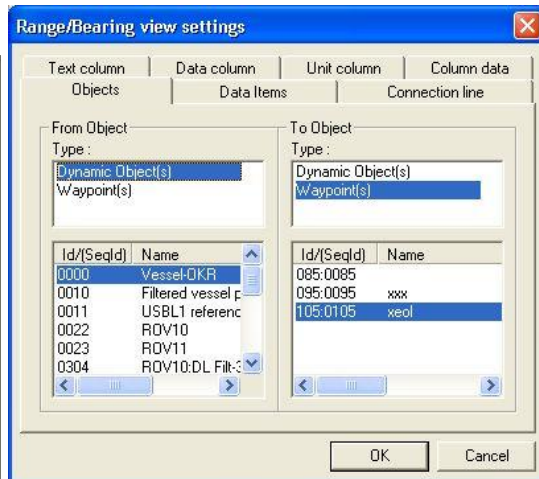 Range/Bearing view settings
Text column Data column Unit column Column data
Objects Data Items Connection line
From Object To Object
Type : Type :
Dynamic Object(s) Dynamic Object(s)
Waypoint(s) Waypoint(s)
Id/(SeqId) Name Id/(SeqId) Name
0000 Vessel-OKR 085:0085
0010 Filtered vessel p 095:0095 xxx
0011 USBL1 referenc 105:0105 xeol
0022 ROV10
0023 ROV11
0304 ROV10:DL Filt-3
OK Cancel